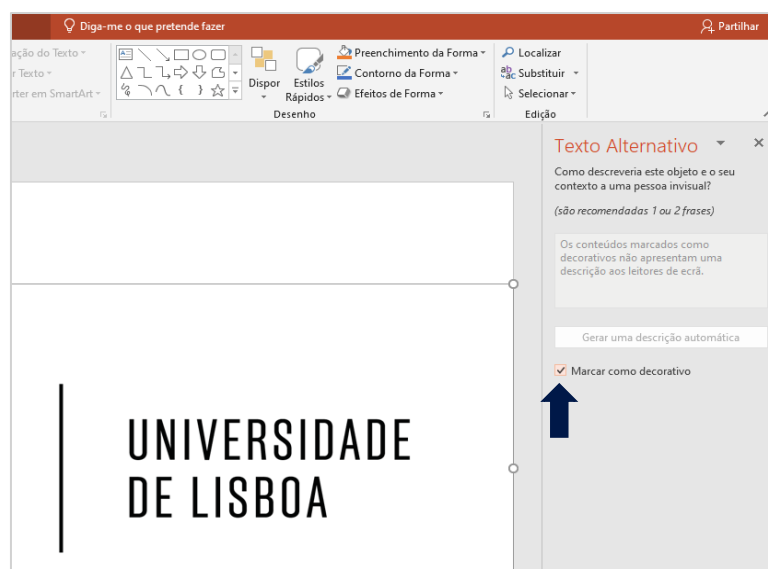 Diga-me o que pretende fazer
Partilhar
ação do Texto
r Texto
rter em SmartArt
Dispor
Estilos
Rápidos
Preenchimento da Forma
Contorno da Forma
Efeitos de Forma
Desenho
Localizar
Substituir
Selecionar
Edição
Texto Alternativo
Como descreveria este objeto e o seu
contexto a uma pessoa invisual?
(são recomendadas 1 ou 2 frases)
Os conteúdos marcados como
decorativos não apresentam uma
descrição aos leitores de ecrã.
Gerar uma descrição automática
Marcar como decorativo
UNIVERSIDADE
DE LISBOA